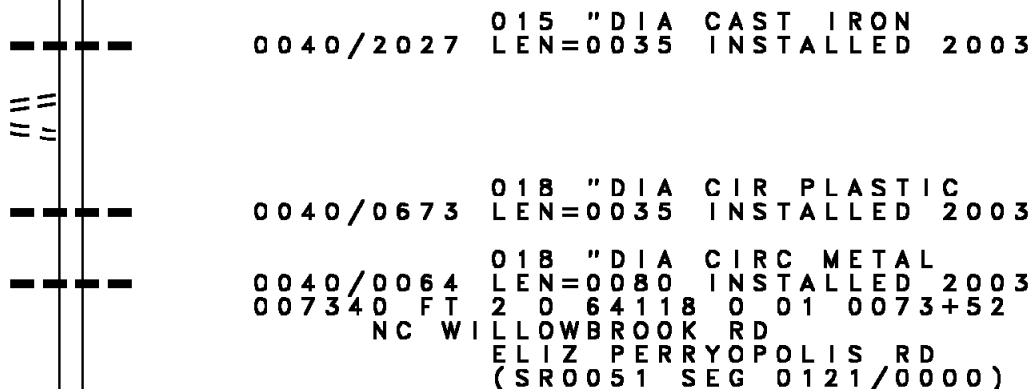 015 "DIA CAST IRON
0040/2027 LEN=0035 INSTALLED 2003
018 "DIA CIR PLASTIC
0040/0673 LEN=0035 INSTALLED 2003
018 "DIA CIRC METAL
0040/0064 LEN=0080 INSTALLED 2003
007340 FT 2 0 64118 0 01 0073+52
NC WILLOWBROOK RD
ELIZ PERRYOPOLIS RD
(SR0051 SEG 0121/0000)